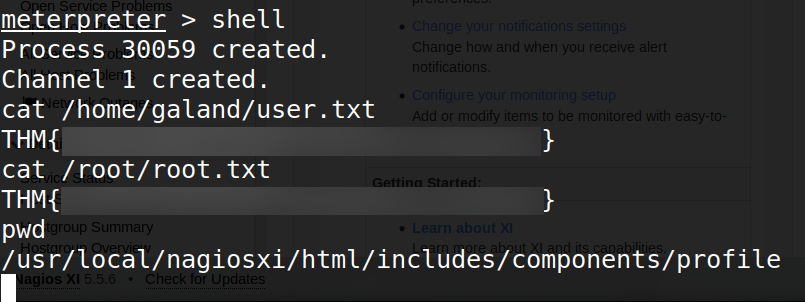 Open Service Problems
meterpreter > shell
preferences.
Change your notifications settings
Process 30059 created.
Change how and when you receive alert
Channel 1 created.
notifications.
Configure your monitoring setup
cat /home/galand/user.txt
Add or modify items to be monitored with easy-to-
THM{ }
cat /root/root.txt
Service Status
Getting Started:
THM{ }
Hostgroup Summary
Learn about XI
pwd
Hostgroup Overview
Learn more about XI and its capabilities.
/usr/local/nagiosxi/html/includes/components/profile
Nagios XI 5.5.6 • Check for Updates